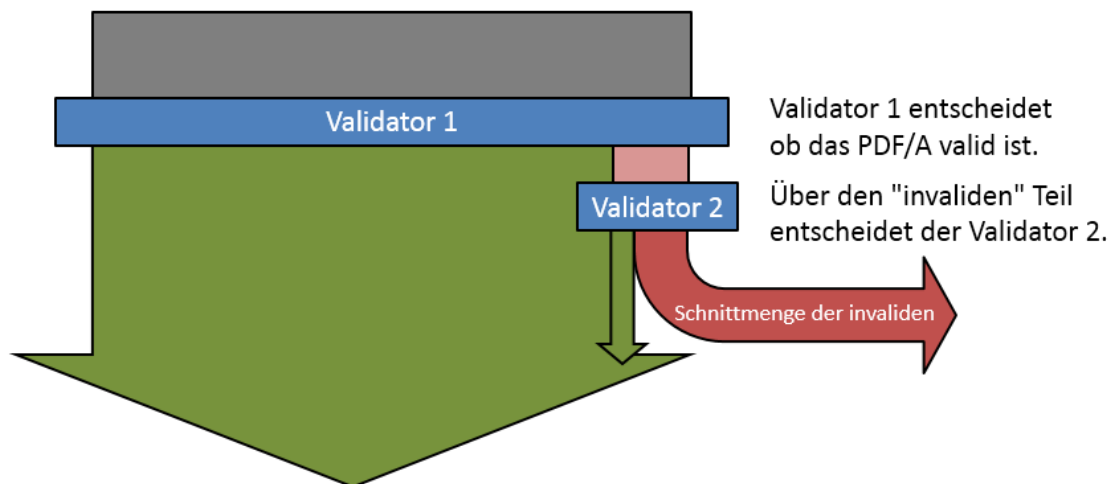 Validator 1
Validator 1 entscheidet
ob das PDF/A valid ist.
Validator 2
Über den "invaliden" Teil
entscheidet der Validator 2.
Schnittmenge der invaliden